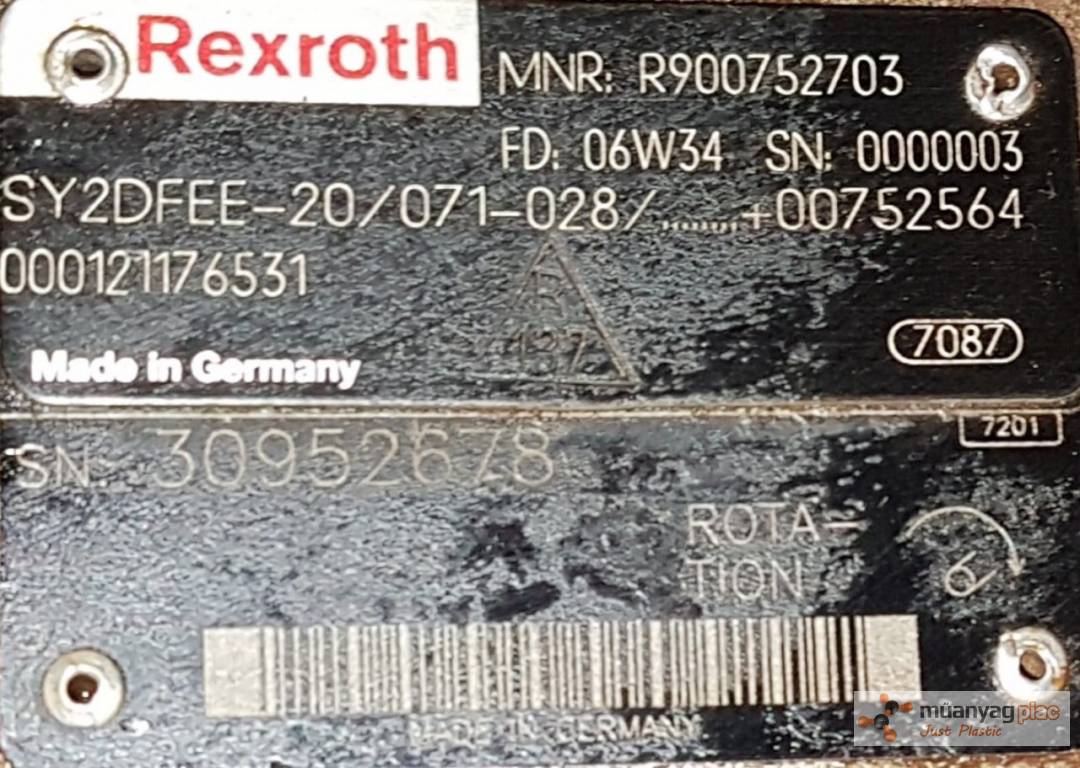 Rexroth
MNR: R900752703
FD: 06W34 SN: 0000003
SY2DFEE-20/071-028/........+00752564
000121176531
7087
Made in Germany
7201
SN: 30952678
ROTA-
TION
MADE IN GERMANY
műanyag piac
Just Plastic